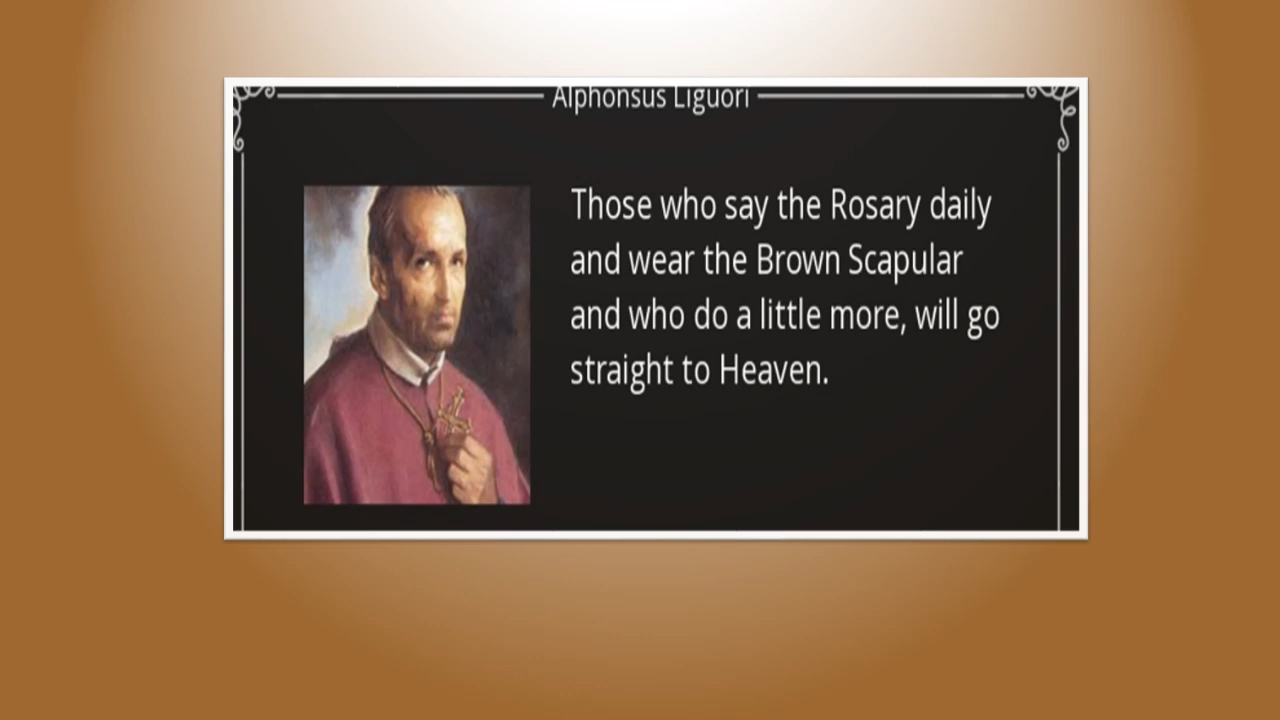 Alphonsus Liguori
Those who say the Rosary daily
and wear the Brown Scapular
and who do a little more, will go
straight to Heaven.